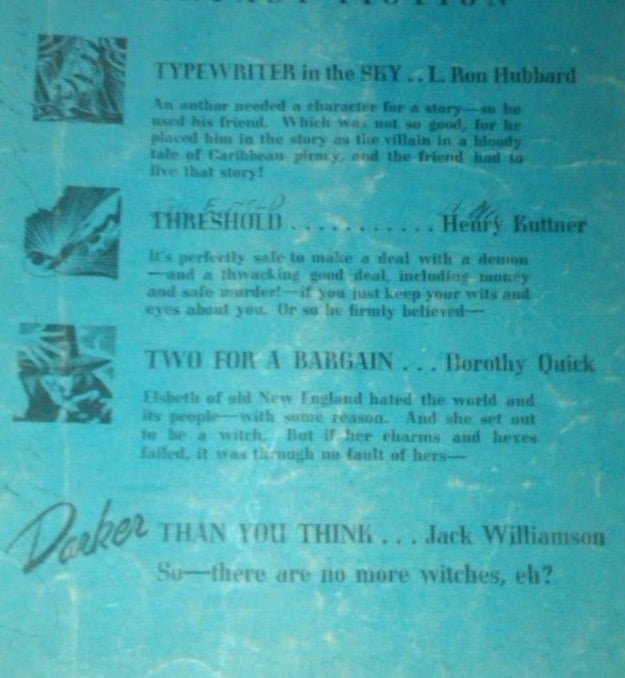 TYPEWRITER in the SKY . . L. Ron Hubbard
An author needed a character for a story—so he
used his friend. Which was not so good, for he
placed him in the story as the villain in a bloody
tale of Caribbean piracy, and the friend had to
live that story!
THRESHOLD . . . . . . . . . . . Henry Kuttner
It's perfectly safe to make a deal with a demon
—and a thwacking good deal, including money
and safe murder!—if you just keep your wits and
eyes about you. Or so he firmly believed—
TWO FOR A BARGAIN . . . Dorothy Quick
Elsbeth of old New England hated the world and
its people—with some reason. And she set out
to be a witch. But if her charms and hexes
failed, it was through no fault of hers—
Darker THAN YOU THINK . . . Jack Williamson
So—there are no more witches, eh?